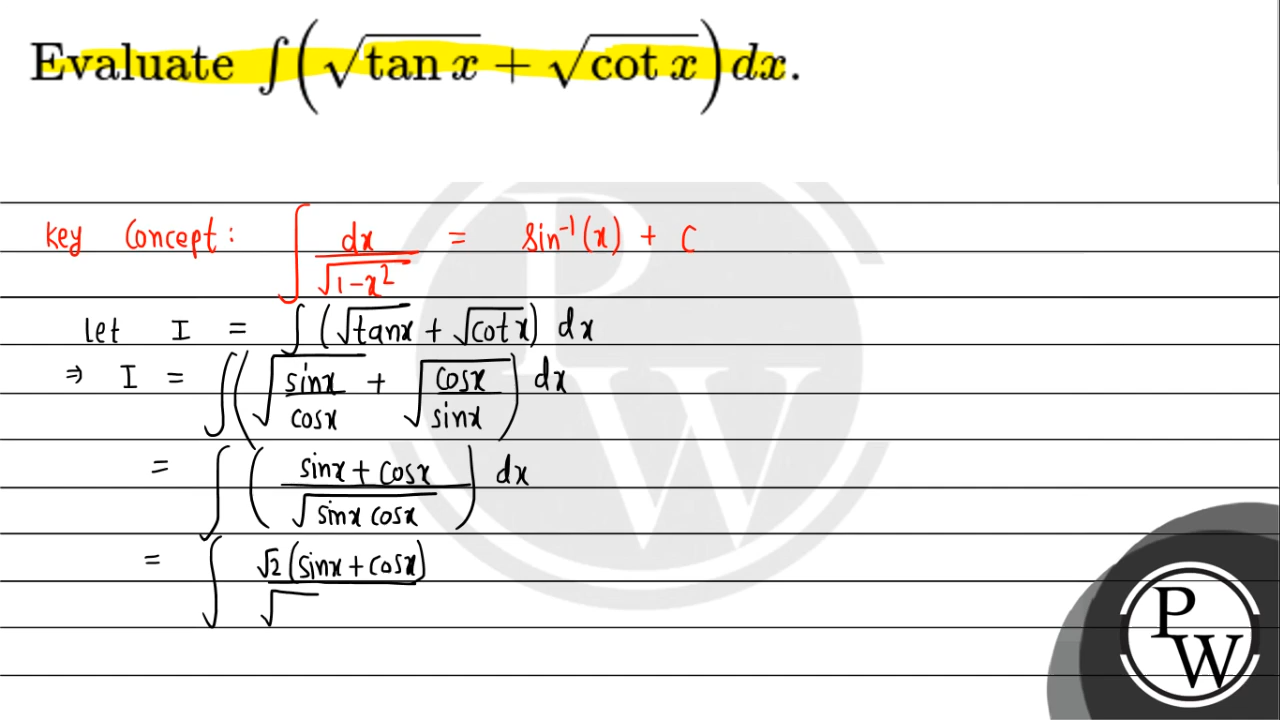 Evaluate ∫(√tan x + √cot x) dx.
Key Concept: ∫ dx/√(1-x²) = sin⁻¹(x) + C
Let I = ∫ (√tanx + √cotx) dx
⇒ I = ∫(√(sinx/cosx) + √(cosx/sinx)) dx
= ∫ ((sinx + cosx)/√(sinx cosx)) dx
= ∫ √2 (sinx + cosx)/√
P
W